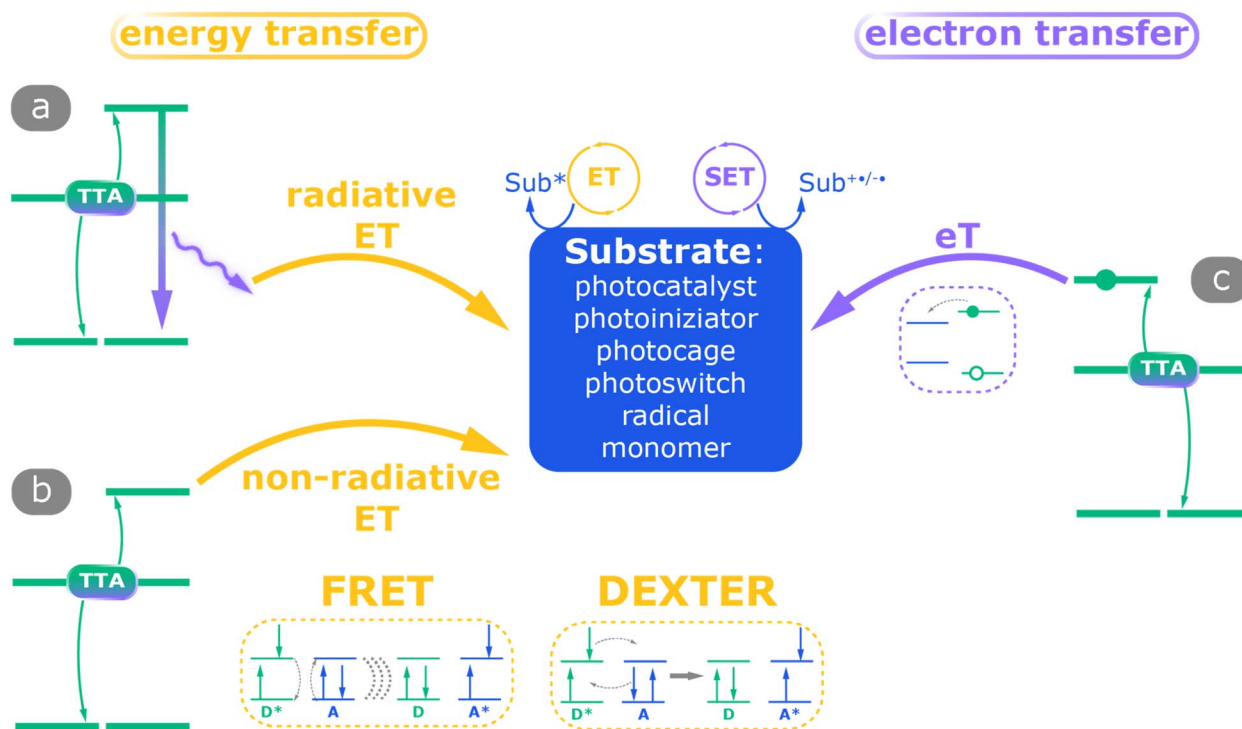 energy transfer
electron transfer
a
TTA
radiative
ET
Sub*
ET
SET
Sub⁺•/⁻•
Substrate:
photocatalyst
photoiniziator
photocage
photoswitch
radical
monomer
eT
c
TTA
b
TTA
non-radiative
ET
FRET
D* A D A*
DEXTER
D* A D A*